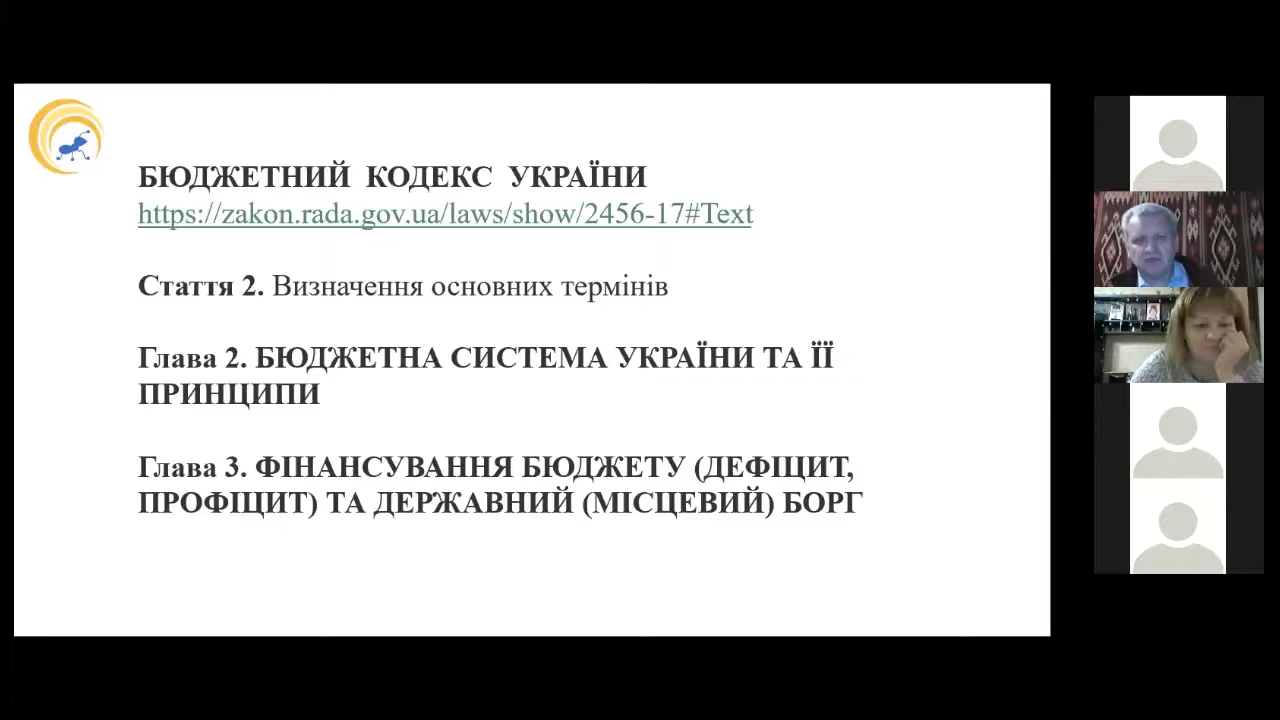 БЮДЖЕТНИЙ КОДЕКС УКРАЇНИ
https://zakon.rada.gov.ua/laws/show/2456-17#Text
Стаття 2. Визначення основних термінів
Глава 2. БЮДЖЕТНА СИСТЕМА УКРАЇНИ ТА ЇЇ
ПРИНЦИПИ
Глава 3. ФІНАНСУВАННЯ БЮДЖЕТУ (ДЕФІЦИТ,
ПРОФІЦИТ) ТА ДЕРЖАВНИЙ (МІСЦЕВИЙ) БОРГ